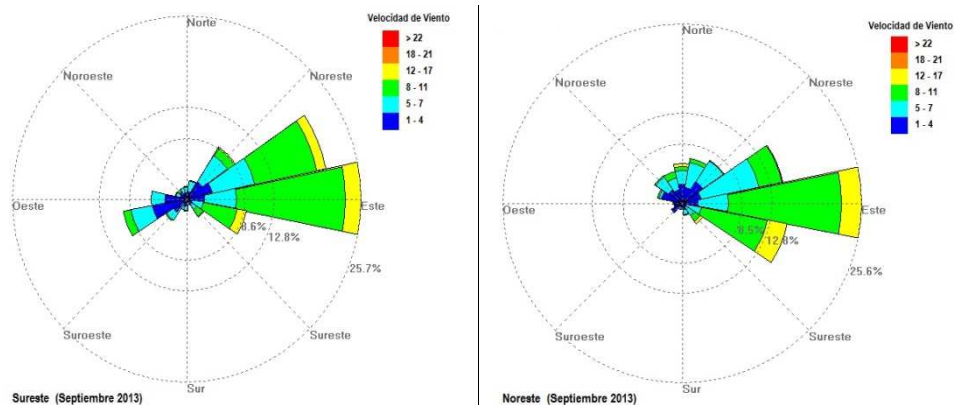 Velocidad de Viento
> 22
18 - 21
12 - 17
8 - 11
5 - 7
1 - 4
Norte
Noroeste
Noreste
Oeste
Este
8.6%
12.8%
25.7%
Suroeste
Sureste
Sur
Sureste (Septiembre 2013)
Velocidad de Viento
> 22
18 - 21
12 - 17
8 - 11
5 - 7
1 - 4
Norte
Noroeste
Noreste
Oeste
Este
8.5%
12.8%
25.6%
Suroeste
Sureste
Sur
Noreste (Septiembre 2013)